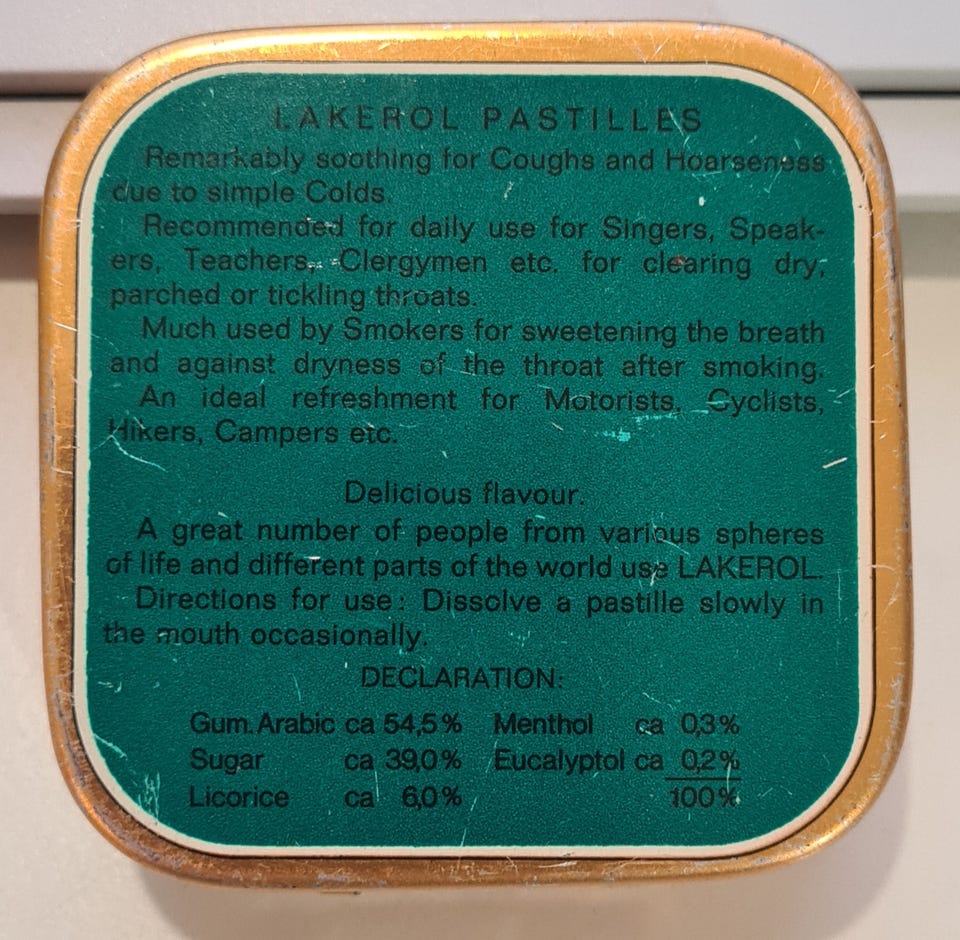 LAKEROL PASTILLES
Remarkably soothing for Coughs and Hoarseness
due to simple Colds.
Recommended for daily use for Singers, Speak-
ers, Teachers, Clergymen etc. for clearing dry,
parched or tickling throats.
Much used by Smokers for sweetening the breath
and against dryness of the throat after smoking.
An ideal refreshment for Motorists, Cyclists,
Hikers, Campers etc.
Delicious flavour.
A great number of people from various spheres
of life and different parts of the world use LAKEROL.
Directions for use: Dissolve a pastille slowly in
the mouth occasionally.
DECLARATION:
Gum. Arabic ca 54,5% Menthol ca 0,3%
Sugar ca 39,0% Eucalyptol ca 0,2%
Licorice ca 6,0% 100%